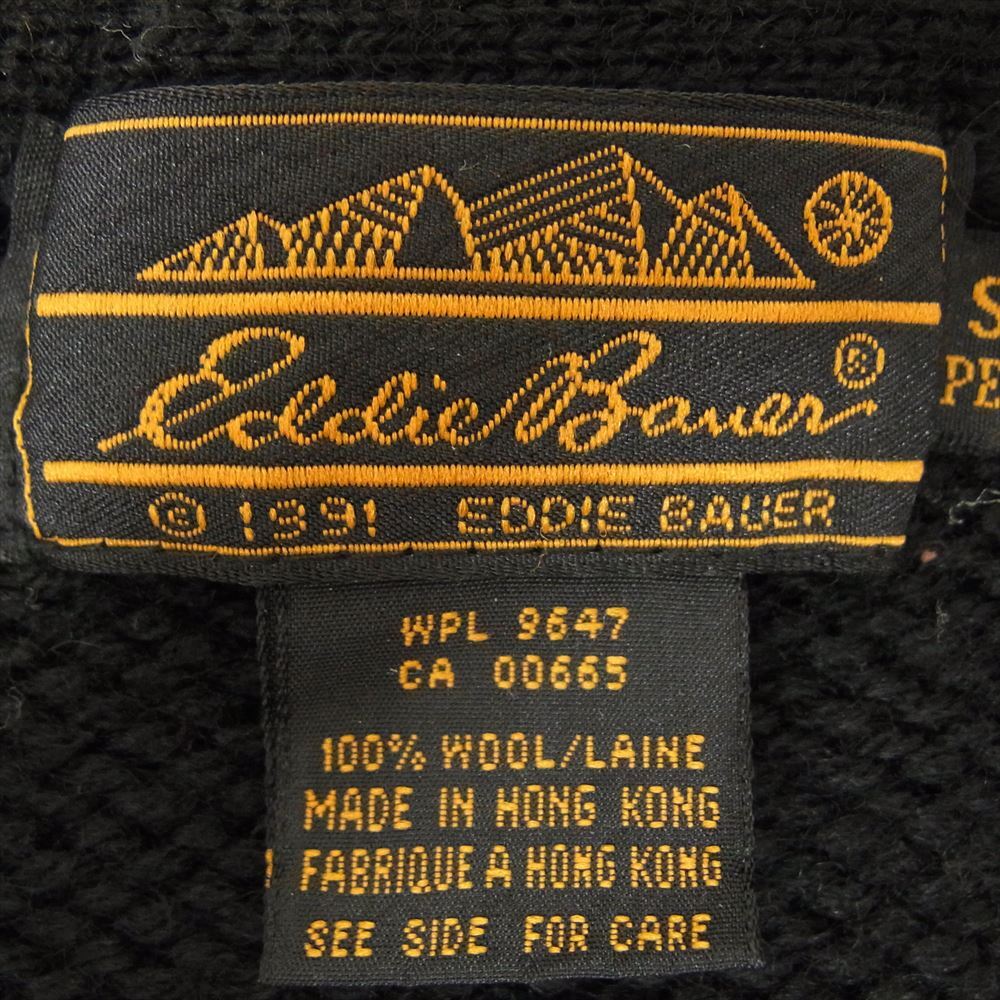 Eddie Bauer ®
© 1991 EDDIE BAUER
S
PE
WPL 9647
CA 00665
100% WOOL/LAINE
MADE IN HONG KONG
FABRIQUE A HONG KONG
SEE SIDE FOR CARE